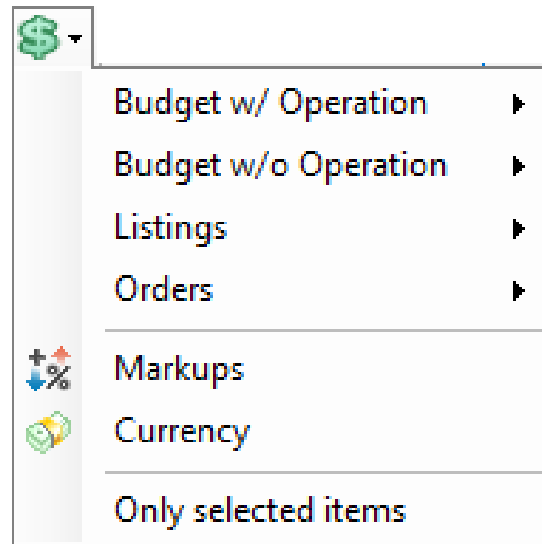 Budget w/ Operation
Budget w/o Operation
Listings
Orders
Markups
Currency
Only selected items